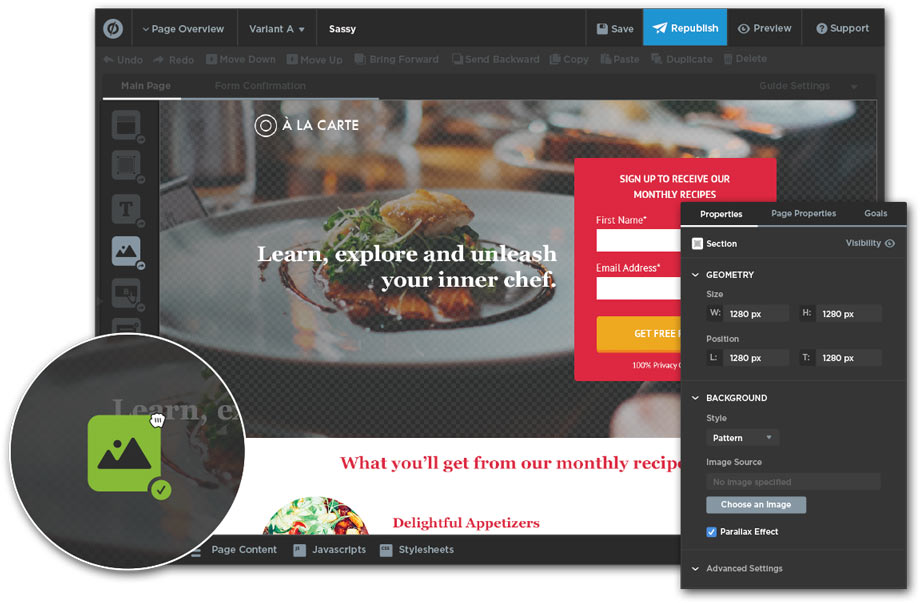 Page Overview
Variant A
Sassy
Save
Republish
Preview
Support
Undo
Redo
Move Down
Move Up
Bring Forward
Send Backward
Copy
Paste
Duplicate
Delete
Main Page
Form Confirmation
Guide Settings
À LA CARTE
T
Learn, explore and unleash
your inner chef.
SIGN UP TO RECEIVE OUR
MONTHLY RECIPES
First Name*
Email Address*
GET FREE
100% Privacy
Learn, e
What you'll get from our monthly recipe
Delightful Appetizers
Page Content
Javascripts
Stylesheets
Properties
Page Properties
Goals
Section
Visibility
GEOMETRY
Size
W: 1280 px
H: 1280 px
Position
L: 1280 px
T: 1280 px
BACKGROUND
Style
Pattern
Image Source
No image specified
Choose an Image
Parallax Effect
Advanced Settings